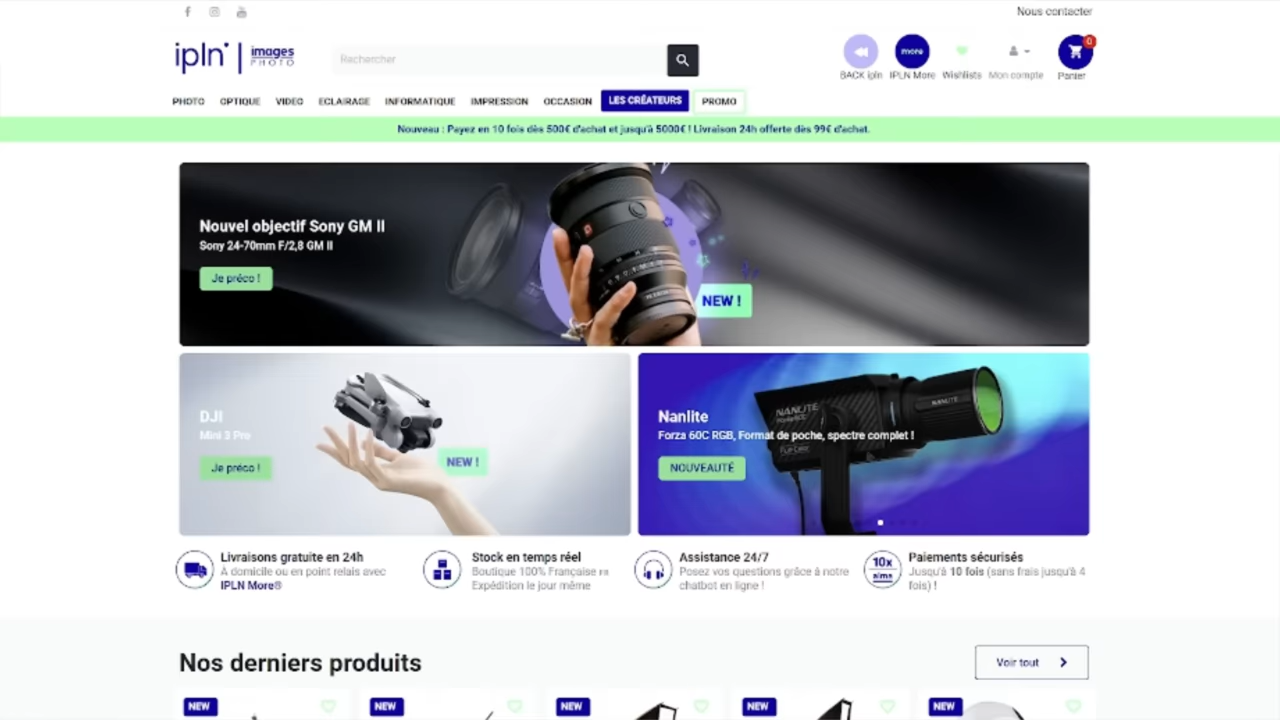 Nous contacter
ipln | images
PHOTO
Rechercher
more
0
BACK ipln IPLN More Wishlists Mon compte Panier
PHOTO OPTIQUE VIDEO ECLAIRAGE INFORMATIQUE IMPRESSION OCCASION LES CRÉATEURS PROMO
Nouveau : Payez en 10 fois dès 500€ d'achat et jusqu'à 5000€ ! Livraison 24h offerte dès 99€ d'achat.
Nouvel objectif Sony GM II
Sony 24-70mm F/2,8 GM II
Je préco !
NEW !
DJI
Mini 3 Pro
Je préco !
NEW !
Nanlite
Forza 60C RGB, Format de poche, spectre complet !
NOUVEAUTÉ
NANLITE
NANLITE
Livraisons gratuite en 24h
À domicile ou en point relais avec
IPLN More®
Stock en temps réel
Boutique 100% Française FR
Expédition le jour même
Assistance 24/7
Posez vos questions grâce à notre
chatbot en ligne !
10x
alma
Paiements sécurisés
Jusqu'à 10 fois (sans frais jusqu'à 4
fois) !
Nos derniers produits
Voir tout
NEW NEW NEW NEW NEW